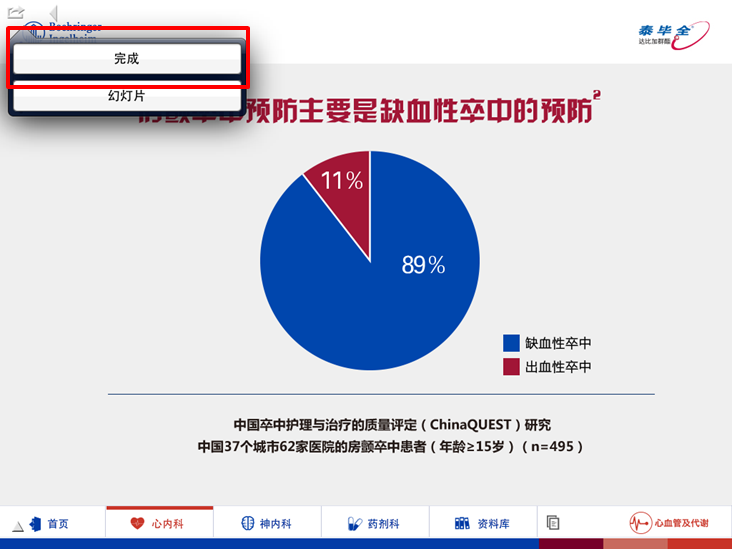 Boehringer
Ingelheim
完成
幻灯片
泰毕全
达比加群酯
预防主要是缺血性卒中的预防2
11%
89%
缺血性卒中
出血性卒中
中国卒中护理与治疗的质量评定（ChinaQUEST）研究
中国37个城市62家医院的房颤卒中患者（年龄≥15岁）（n=495）
首页
心内科
神内科
药剂科
资料库
心血管及代谢